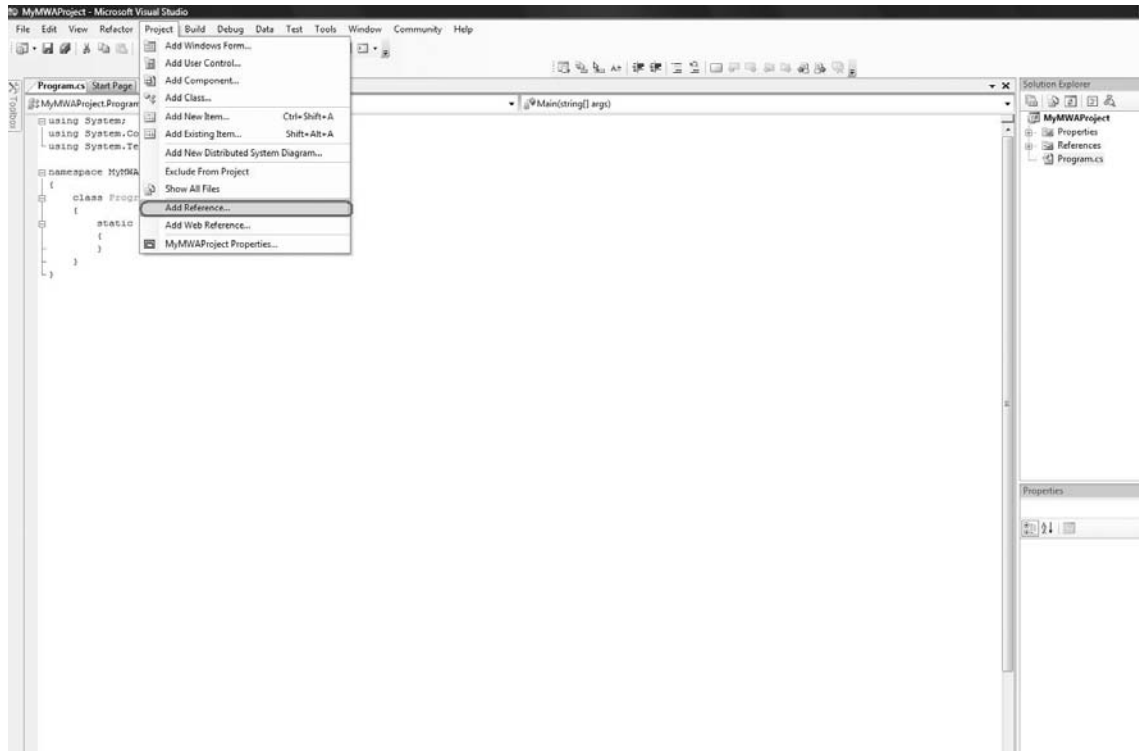 MyMWAProject - Microsoft Visual Studio
File Edit View Refactor Project Build Debug Data Test Tools Window Community Help
Add Windows Form...
Add User Control...
Add Component...
Add Class...
Add New Item... Ctrl+Shift+A
Add Existing Item... Shift+Alt+A
Add New Distributed System Diagram...
Exclude From Project
Show All Files
Add Reference...
Add Web Reference...
MyMWAProject Properties...
Toolbox
Program.cs Start Page
MyMWAProject.Program
Main(string[] args)
using System;
using System.Co
using System.Te
namespace MyMWA
{
class Progr
{
static
{
}
}
}
Solution Explorer
MyMWAProject
Properties
References
Program.cs
Properties